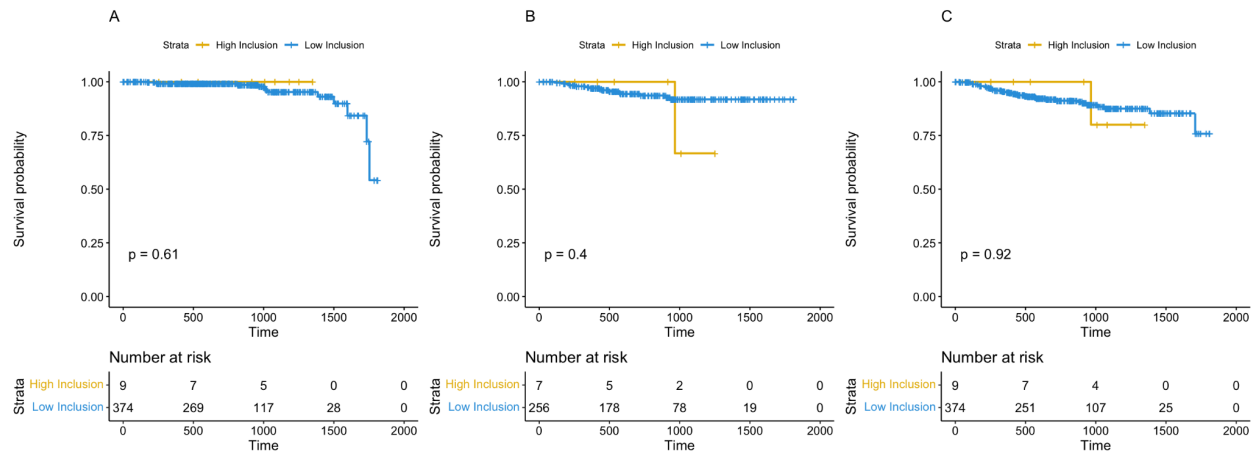 A
Strata High Inclusion Low Inclusion
Survival probability
1.00
0.75
0.50
0.25
0.00
p = 0.61
0 500 1000 1500 2000
Time
Number at risk
Strata
High Inclusion 9 7 5 0 0
Low Inclusion 374 269 117 28 0
0 500 1000 1500 2000
Time
B
Strata High Inclusion Low Inclusion
Survival probability
1.00
0.75
0.50
0.25
0.00
p = 0.4
0 500 1000 1500 2000
Time
Number at risk
Strata
High Inclusion 7 5 2 0 0
Low Inclusion 256 178 78 19 0
0 500 1000 1500 2000
Time
C
Strata High Inclusion Low Inclusion
Survival probability
1.00
0.75
0.50
0.25
0.00
p = 0.92
0 500 1000 1500 2000
Time
Number at risk
Strata
High Inclusion 9 7 4 0 0
Low Inclusion 374 251 107 25 0
0 500 1000 1500 2000
Time